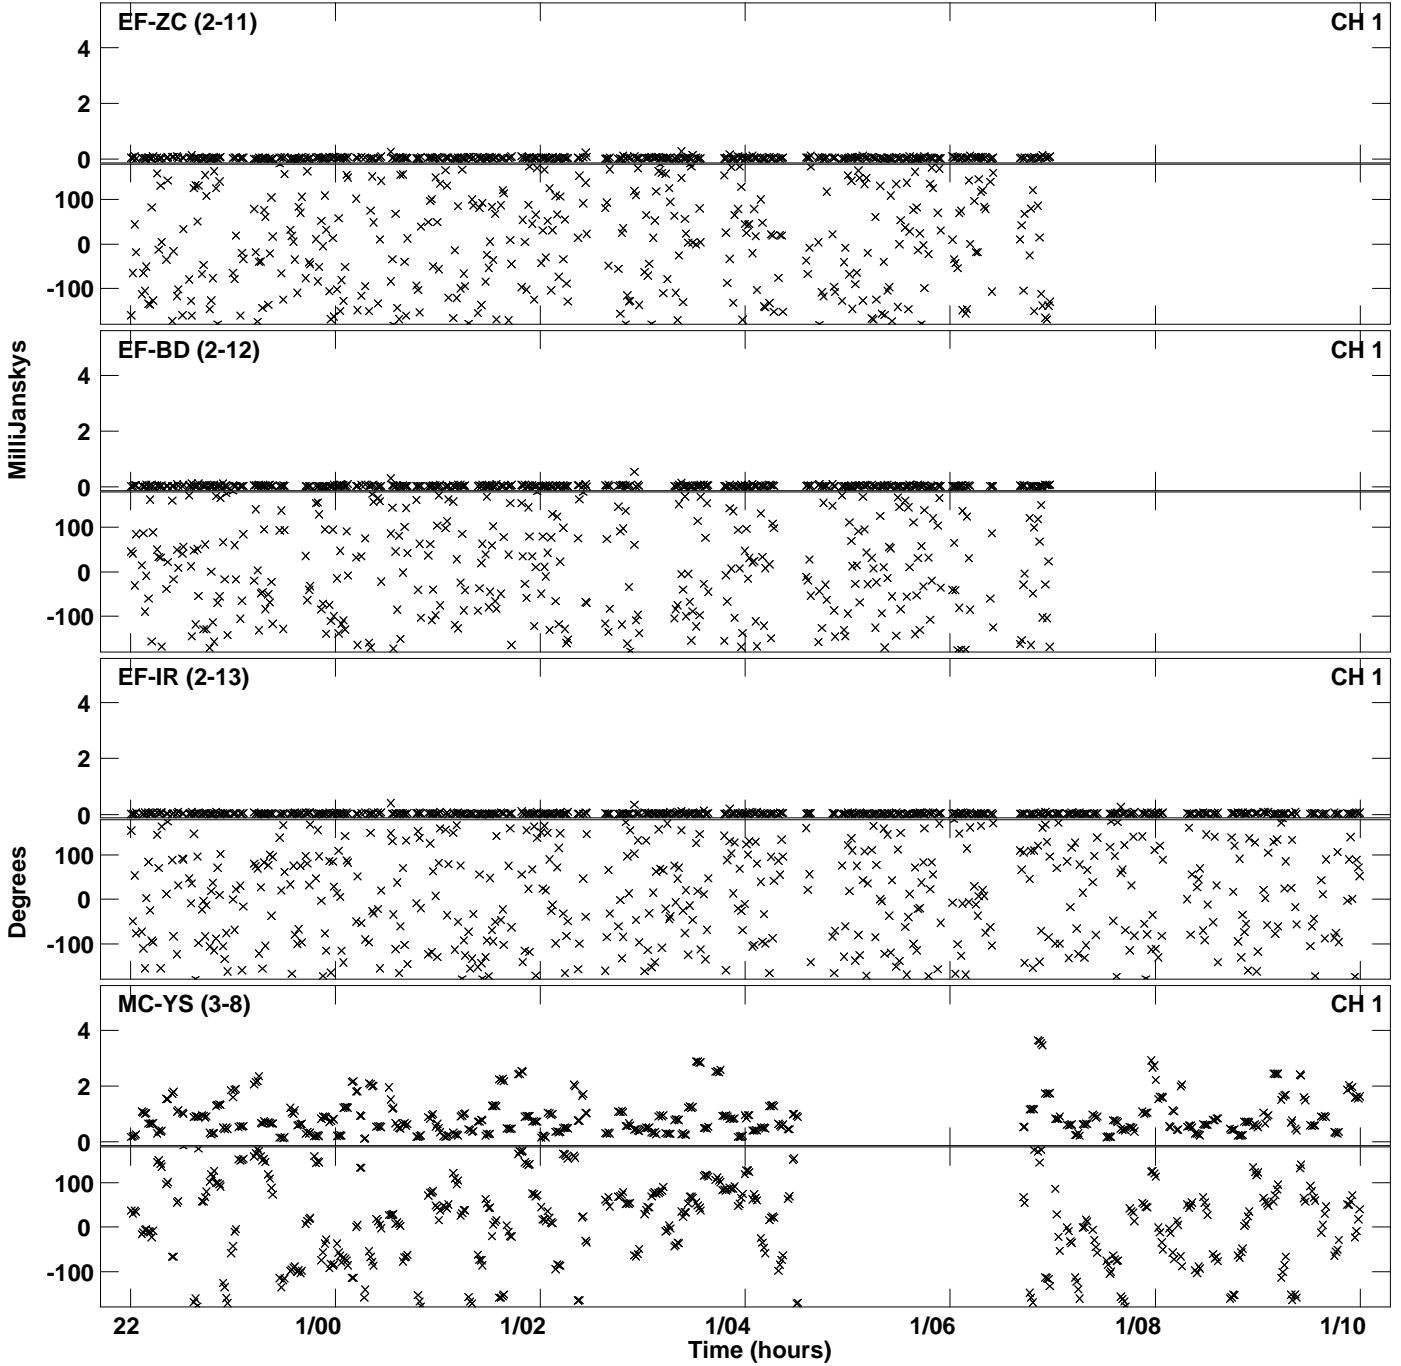 EF-ZC (2-11)
CH 1
4
2
0
100
0
-100
EF-BD (2-12)
CH 1
4
2
0
100
0
-100
MilliJanskys
EF-IR (2-13)
CH 1
4
2
0
100
0
-100
Degrees
MC-YS (3-8)
CH 1
4
2
0
100
0
-100
22 1/00 1/02 1/04 1/06 1/08 1/10
Time (hours)